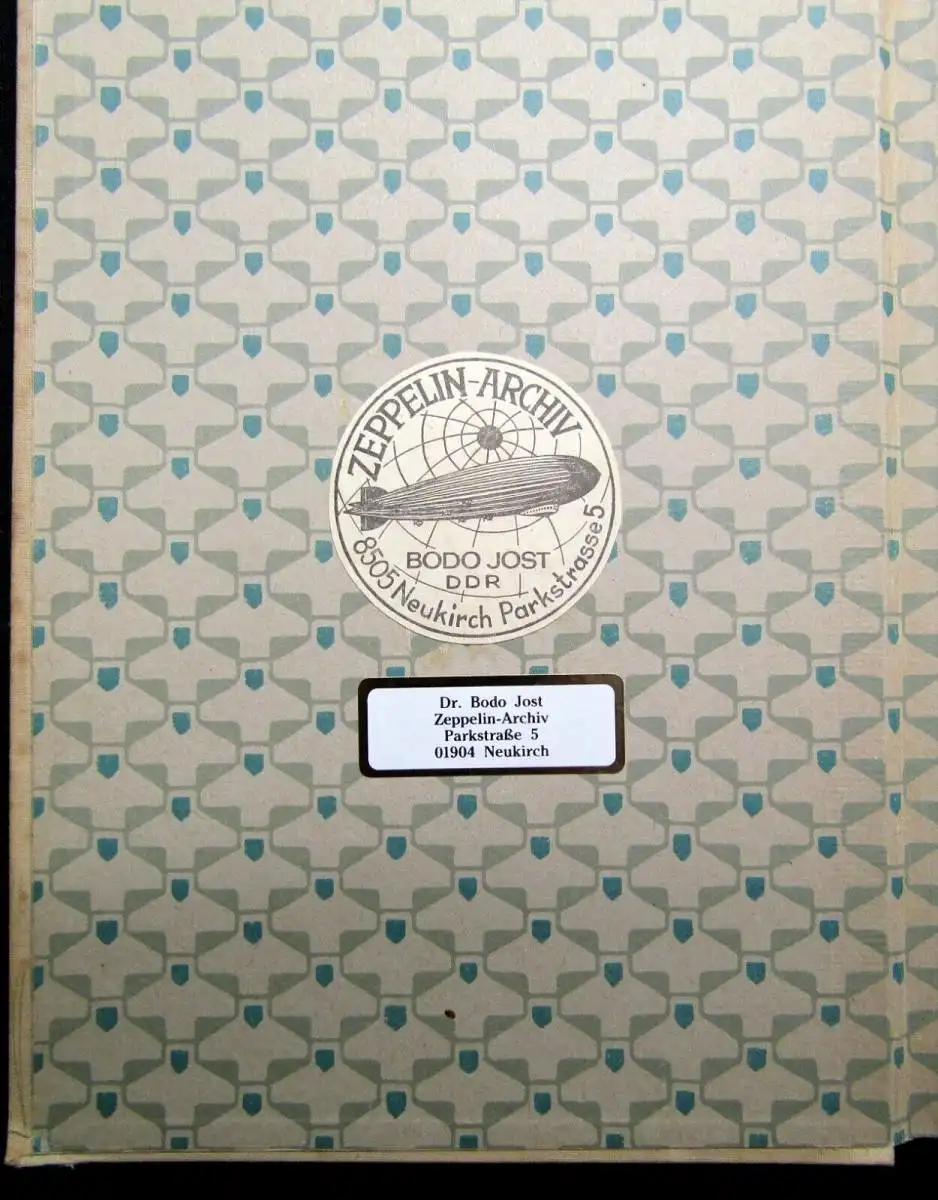 ZEPPELIN-ARCHIV
BODO JOST
DDR
8505 Neukirch Parkstrasse 5
Dr. Bodo Jost
Zeppelin-Archiv
Parkstraße 5
01904 Neukirch